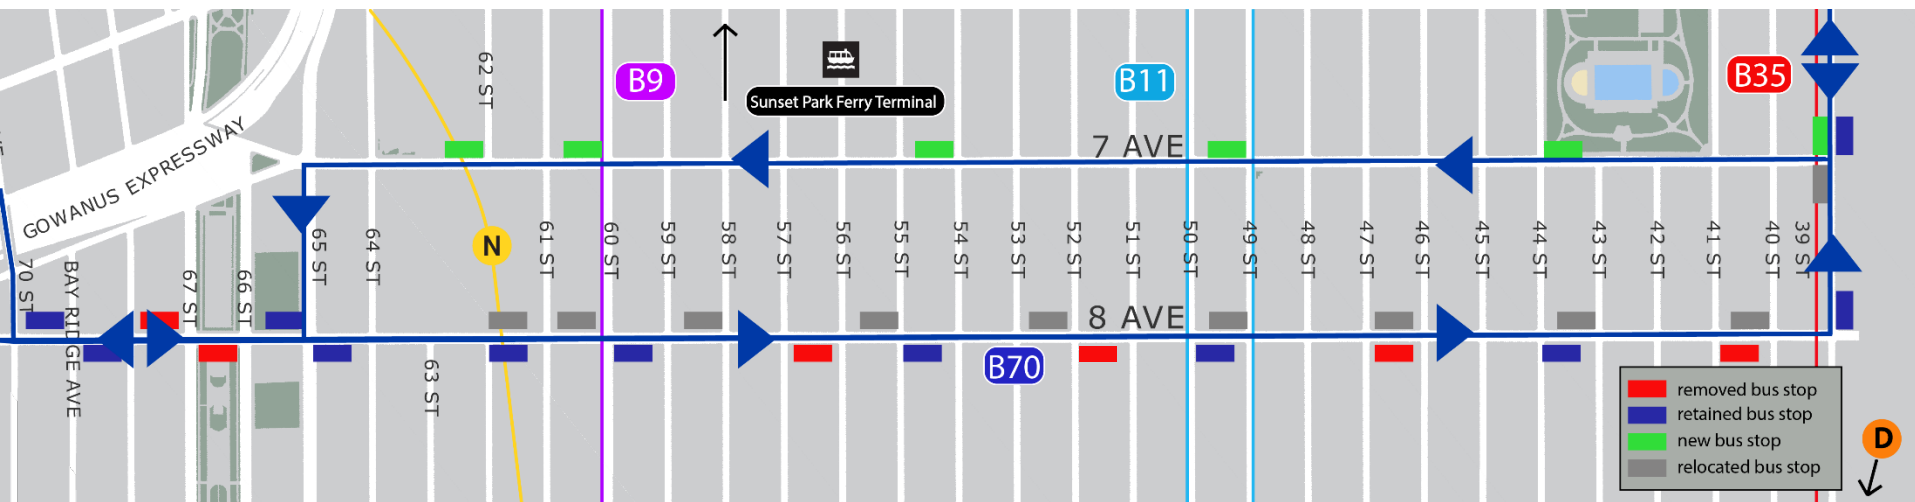 62 ST
B9
Sunset Park Ferry Terminal
B11
B35
GOWANUS EXPRESSWAY
7 AVE
70 ST
BAY RIDGE AVE
67 ST
66 ST
65 ST
64 ST
63 ST
N
61 ST
60 ST
59 ST
58 ST
57 ST
56 ST
55 ST
54 ST
53 ST
52 ST
51 ST
50 ST
49 ST
48 ST
47 ST
46 ST
45 ST
44 ST
43 ST
42 ST
41 ST
40 ST
39 ST
8 AVE
B70
removed bus stop
retained bus stop
new bus stop
relocated bus stop
D